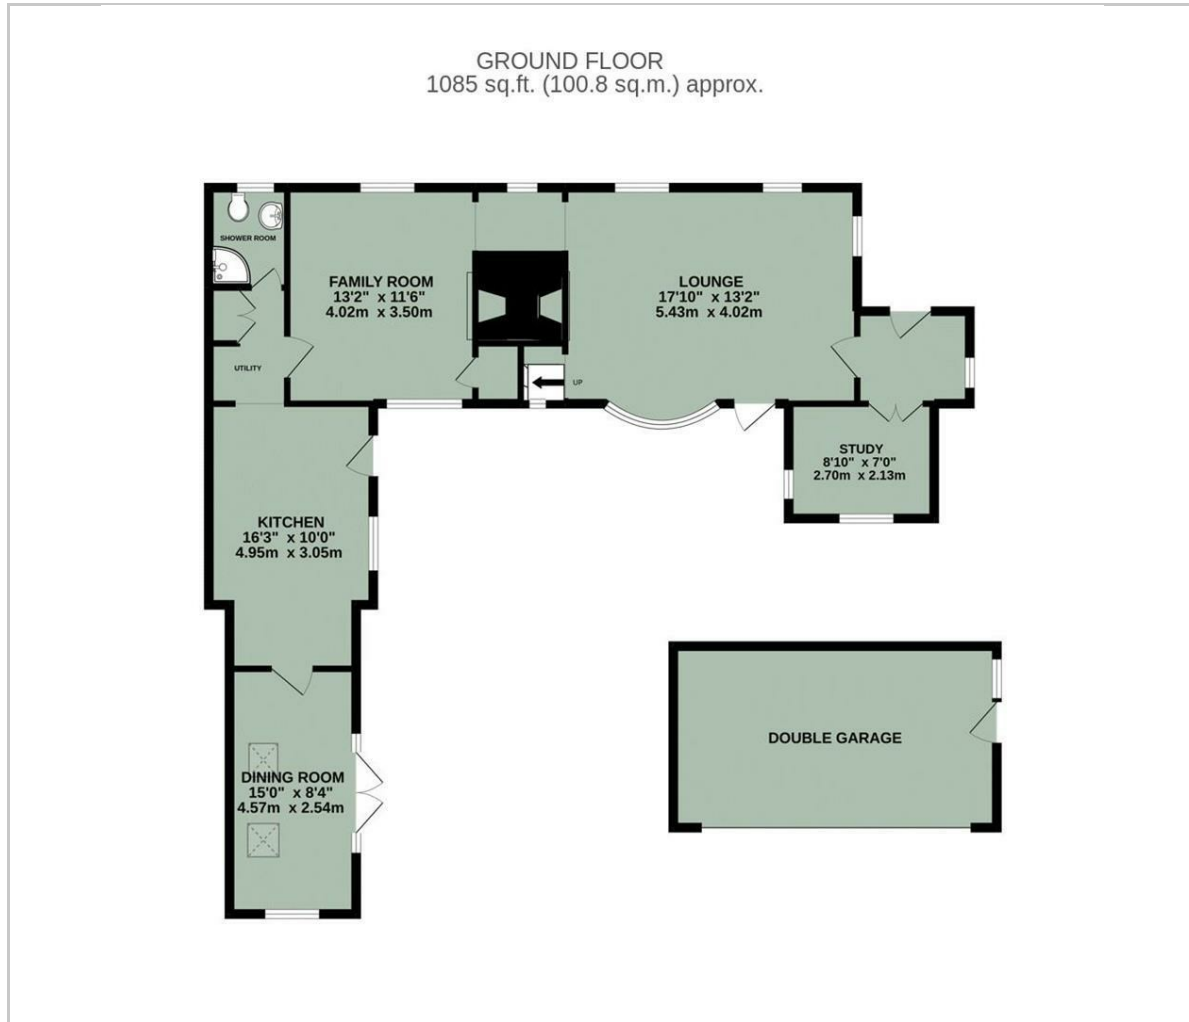 GROUND FLOOR
1085 sq.ft. (100.8 sq.m.) approx.
SHOWER ROOM
FAMILY ROOM
13'2" x 11'6"
4.02m x 3.50m
LOUNGE
17'10" x 13'2"
5.43m x 4.02m
UTILITY
UP
STUDY
8'10" x 7'0"
2.70m x 2.13m
KITCHEN
16'3" x 10'0"
4.95m x 3.05m
DOUBLE GARAGE
DINING ROOM
15'0" x 8'4"
4.57m x 2.54m